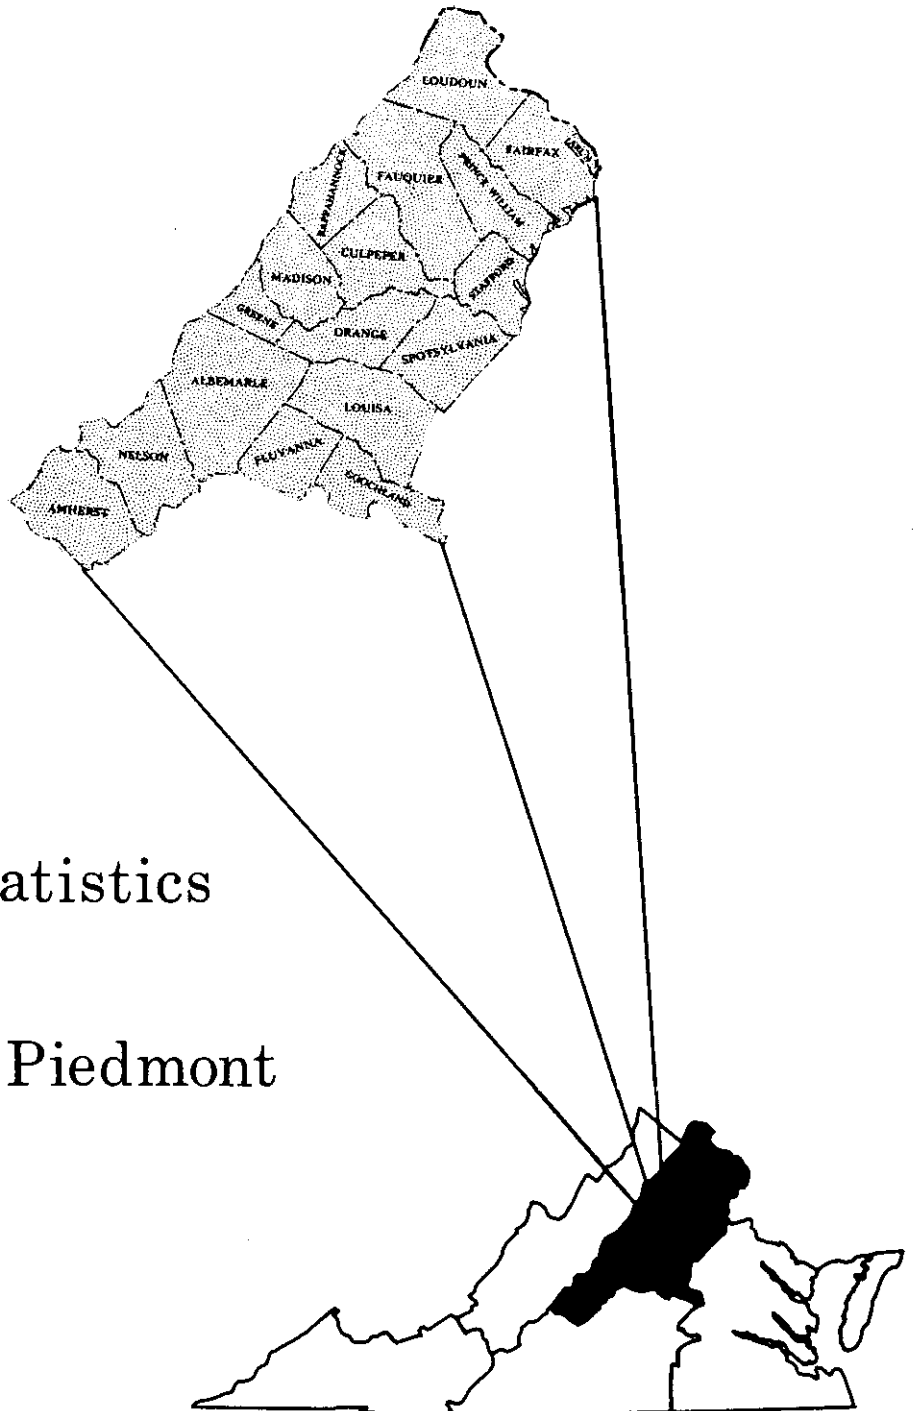 LOUDOUN
FAIRFAX
ARL'N
PRINCE WILLIAM
FAUQUIER
RAPPAHANNOCK
CULPEPER
STAFFORD
MADISON
GREENE
ORANGE
SPOTSYLVANIA
ALBEMARLE
LOUISA
FLUVANNA
NELSON
GOOCHLAND
AMHERST
atistics
Piedmont